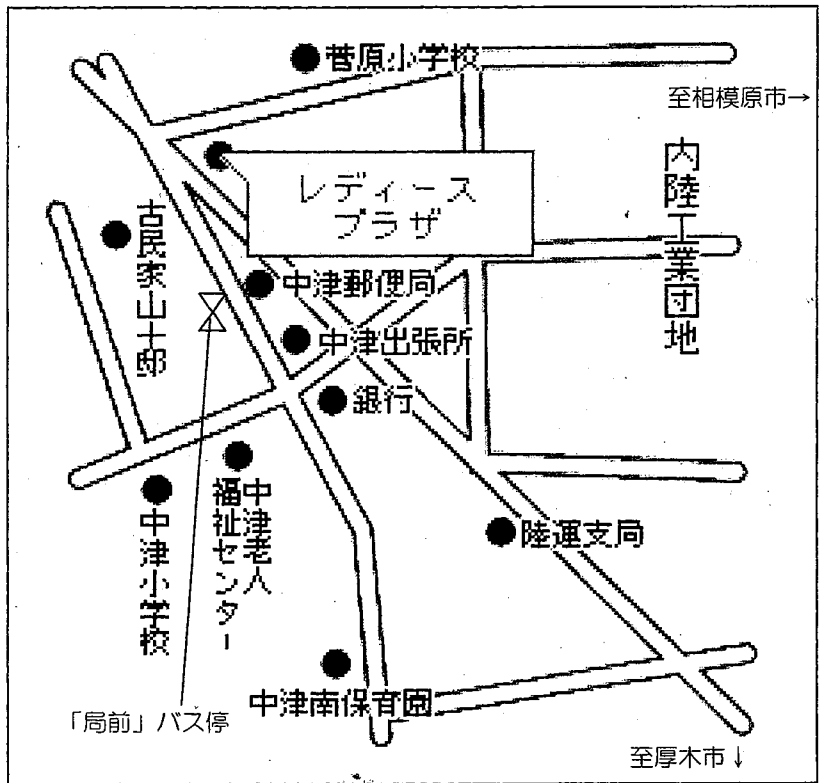 菅原小学校
至相模原市→
レディース
プラザ
内陸工業団地
古民家山十邸
中津郵便局
中津出張所
銀行
中津老人
福祉センター
中津小学校
陸運支局
中津南保育園
「局前」バス停
至厚木市↓